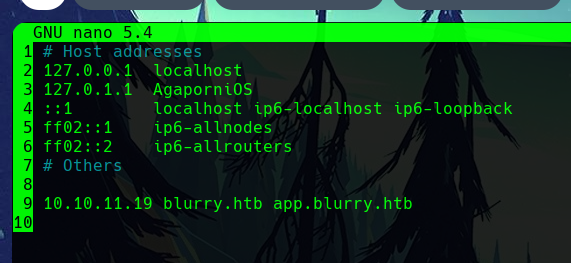 GNU nano 5.4
1 # Host addresses
2 127.0.0.1  localhost
3 127.0.1.1  AgaporniOS
4 ::1        localhost ip6-localhost ip6-loopback
5 ff02::1    ip6-allnodes
6 ff02::2    ip6-allrouters
7 # Others
8
9 10.10.11.19 blurry.htb app.blurry.htb
10